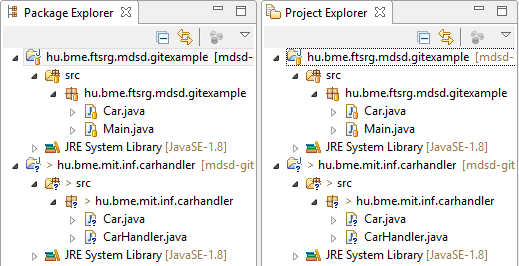 Package Explorer
hu.bme.ftsrg.mdsd.gitexample [mdsd-
src
hu.bme.ftsrg.mdsd.gitexample
Car.java
Main.java
JRE System Library [JavaSE-1.8]
> hu.bme.mit.inf.carhandler [mdsd-git
> src
> hu.bme.mit.inf.carhandler
Car.java
CarHandler.java
JRE System Library [JavaSE-1.8]
Project Explorer
hu.bme.ftsrg.mdsd.gitexample [mdsd-
src
hu.bme.ftsrg.mdsd.gitexample
Car.java
Main.java
JRE System Library [JavaSE-1.8]
> hu.bme.mit.inf.carhandler [mdsd-git
> src
> hu.bme.mit.inf.carhandler
Car.java
CarHandler.java
JRE System Library [JavaSE-1.8]